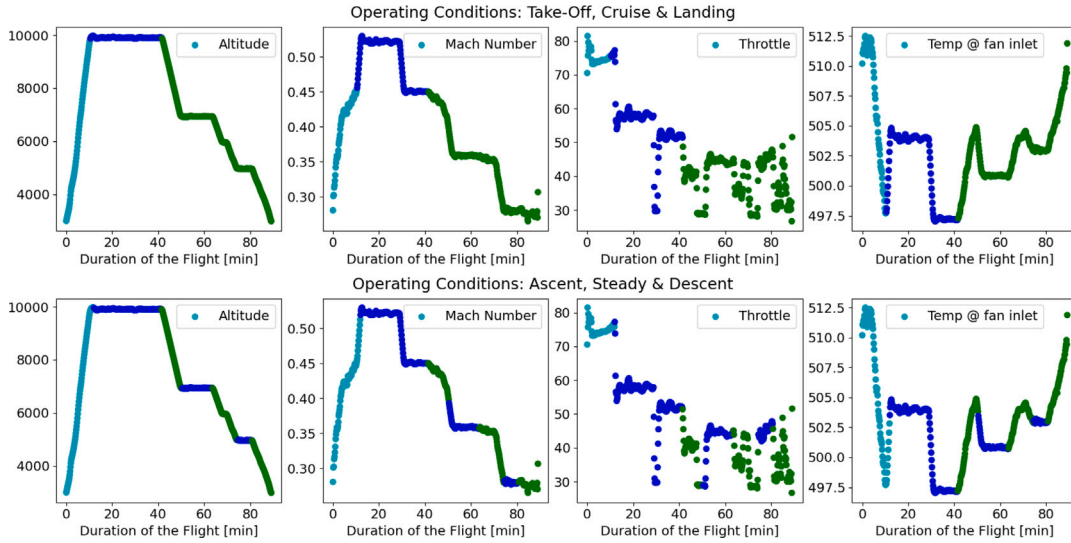 Operating Conditions: Take-Off, Cruise & Landing
10000
8000
6000
4000
0 20 40 60 80
Altitude
Duration of the Flight [min]
0.50
0.45
0.40
0.35
0.30
0 20 40 60 80
Mach Number
Duration of the Flight [min]
80
70
60
50
40
30
0 20 40 60 80
Throttle
Duration of the Flight [min]
512.5
510.0
507.5
505.0
502.5
500.0
497.5
0 20 40 60 80
Temp @ fan inlet
Duration of the Flight [min]
Operating Conditions: Ascent, Steady & Descent
10000
8000
6000
4000
0 20 40 60 80
Altitude
Duration of the Flight [min]
0.50
0.45
0.40
0.35
0.30
0 20 40 60 80
Mach Number
Duration of the Flight [min]
80
70
60
50
40
30
0 20 40 60 80
Throttle
Duration of the Flight [min]
512.5
510.0
507.5
505.0
502.5
500.0
497.5
0 20 40 60 80
Temp @ fan inlet
Duration of the Flight [min]